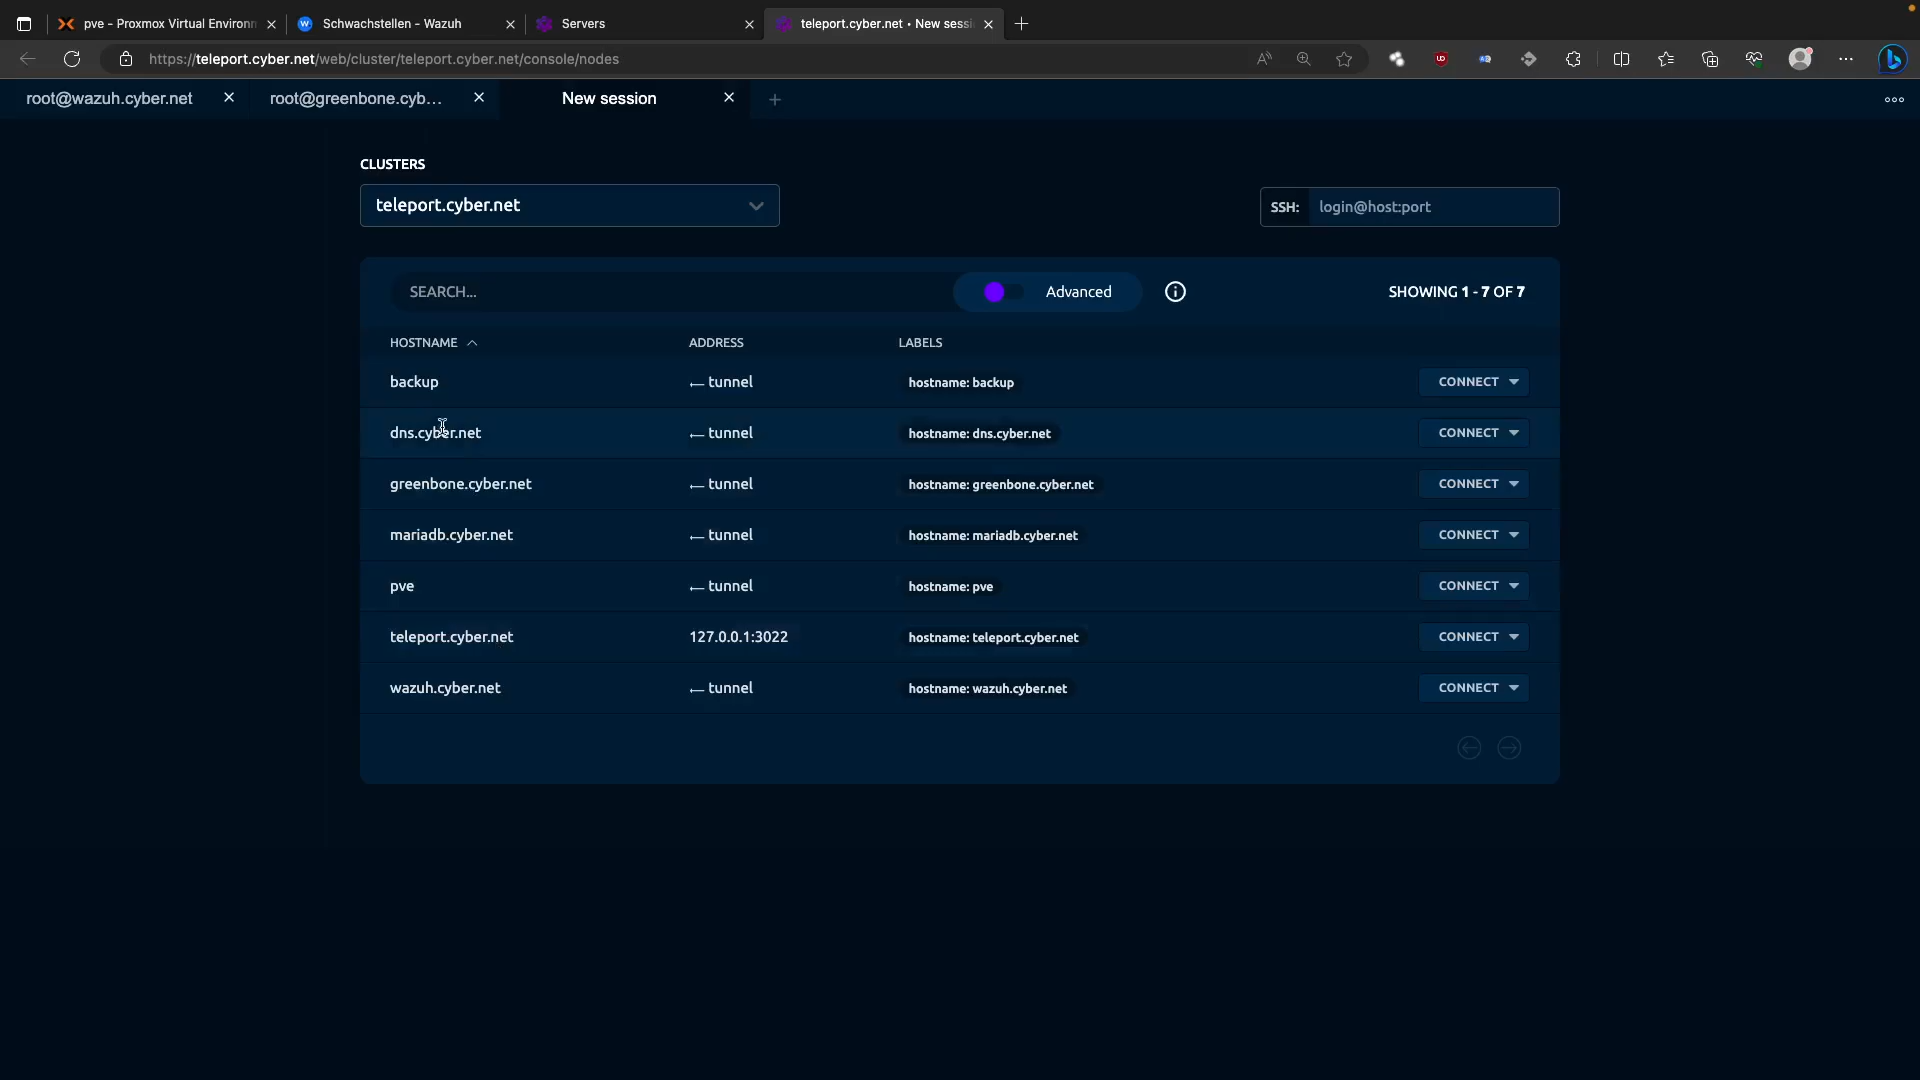 pve - Proxmox Virtual Environm
Schwachstellen - Wazuh
Servers
teleport.cyber.net • New sessi
https://teleport.cyber.net/web/cluster/teleport.cyber.net/console/nodes
root@wazuh.cyber.net
root@greenbone.cyb...
New session
CLUSTERS
teleport.cyber.net
SSH: login@host:port
SEARCH...
Advanced
SHOWING 1 - 7 OF 7
HOSTNAME ADDRESS LABELS
backup ← tunnel hostname: backup CONNECT
dns.cyber.net ← tunnel hostname: dns.cyber.net CONNECT
greenbone.cyber.net ← tunnel hostname: greenbone.cyber.net CONNECT
mariadb.cyber.net ← tunnel hostname: mariadb.cyber.net CONNECT
pve ← tunnel hostname: pve CONNECT
teleport.cyber.net 127.0.0.1:3022 hostname: teleport.cyber.net CONNECT
wazuh.cyber.net ← tunnel hostname: wazuh.cyber.net CONNECT